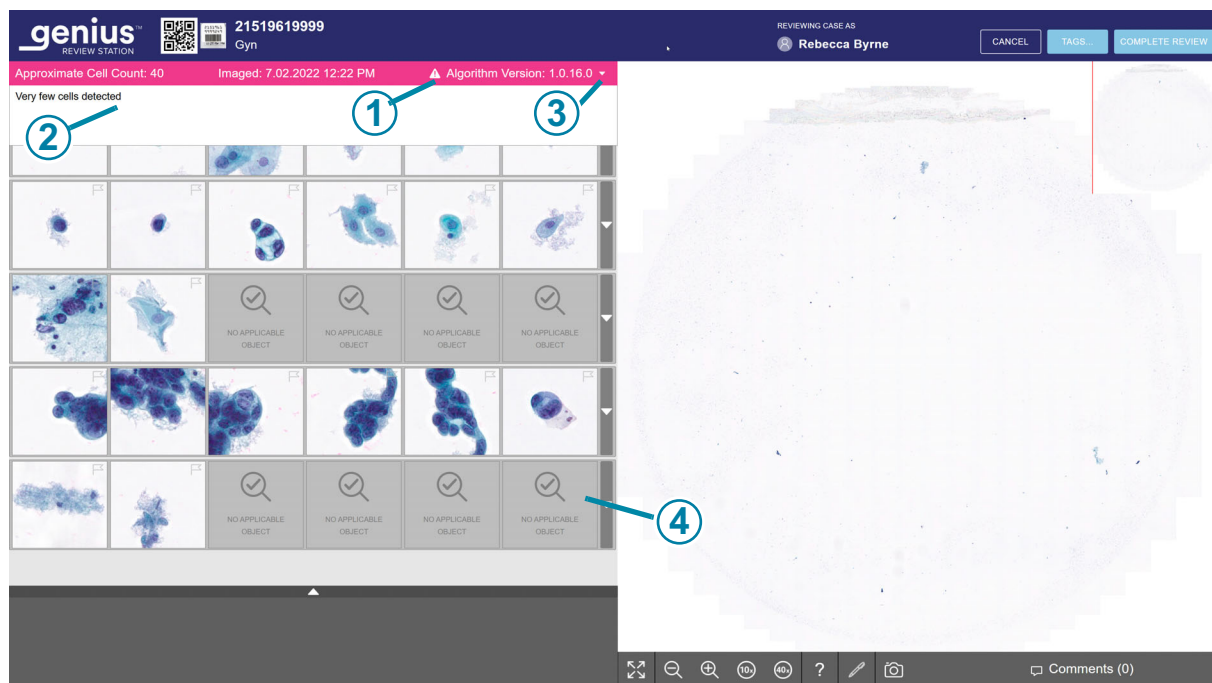 genius™
REVIEW STATION
21519619999
Gyn
REVIEWING CASE AS
Rebecca Byrne
CANCEL
TAGS...
COMPLETE REVIEW
Approximate Cell Count: 40
Imaged: 7.02.2022 12:22 PM
Algorithm Version: 1.0.16.0
Very few cells detected
1
2
3
NO APPLICABLE OBJECT
NO APPLICABLE OBJECT
NO APPLICABLE OBJECT
NO APPLICABLE OBJECT
NO APPLICABLE OBJECT
NO APPLICABLE OBJECT
NO APPLICABLE OBJECT
NO APPLICABLE OBJECT
4
10x
40x
?
Comments (0)